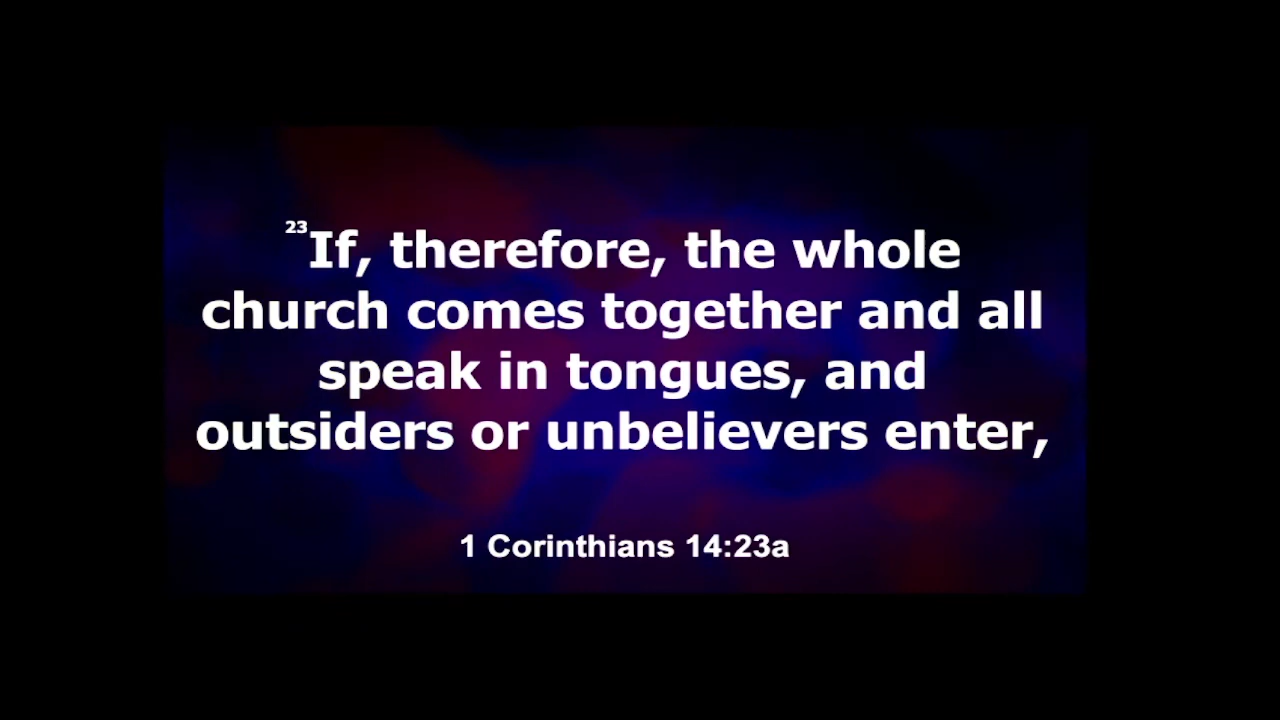 23If, therefore, the whole
church comes together and all
speak in tongues, and
outsiders or unbelievers enter,
1 Corinthians 14:23a